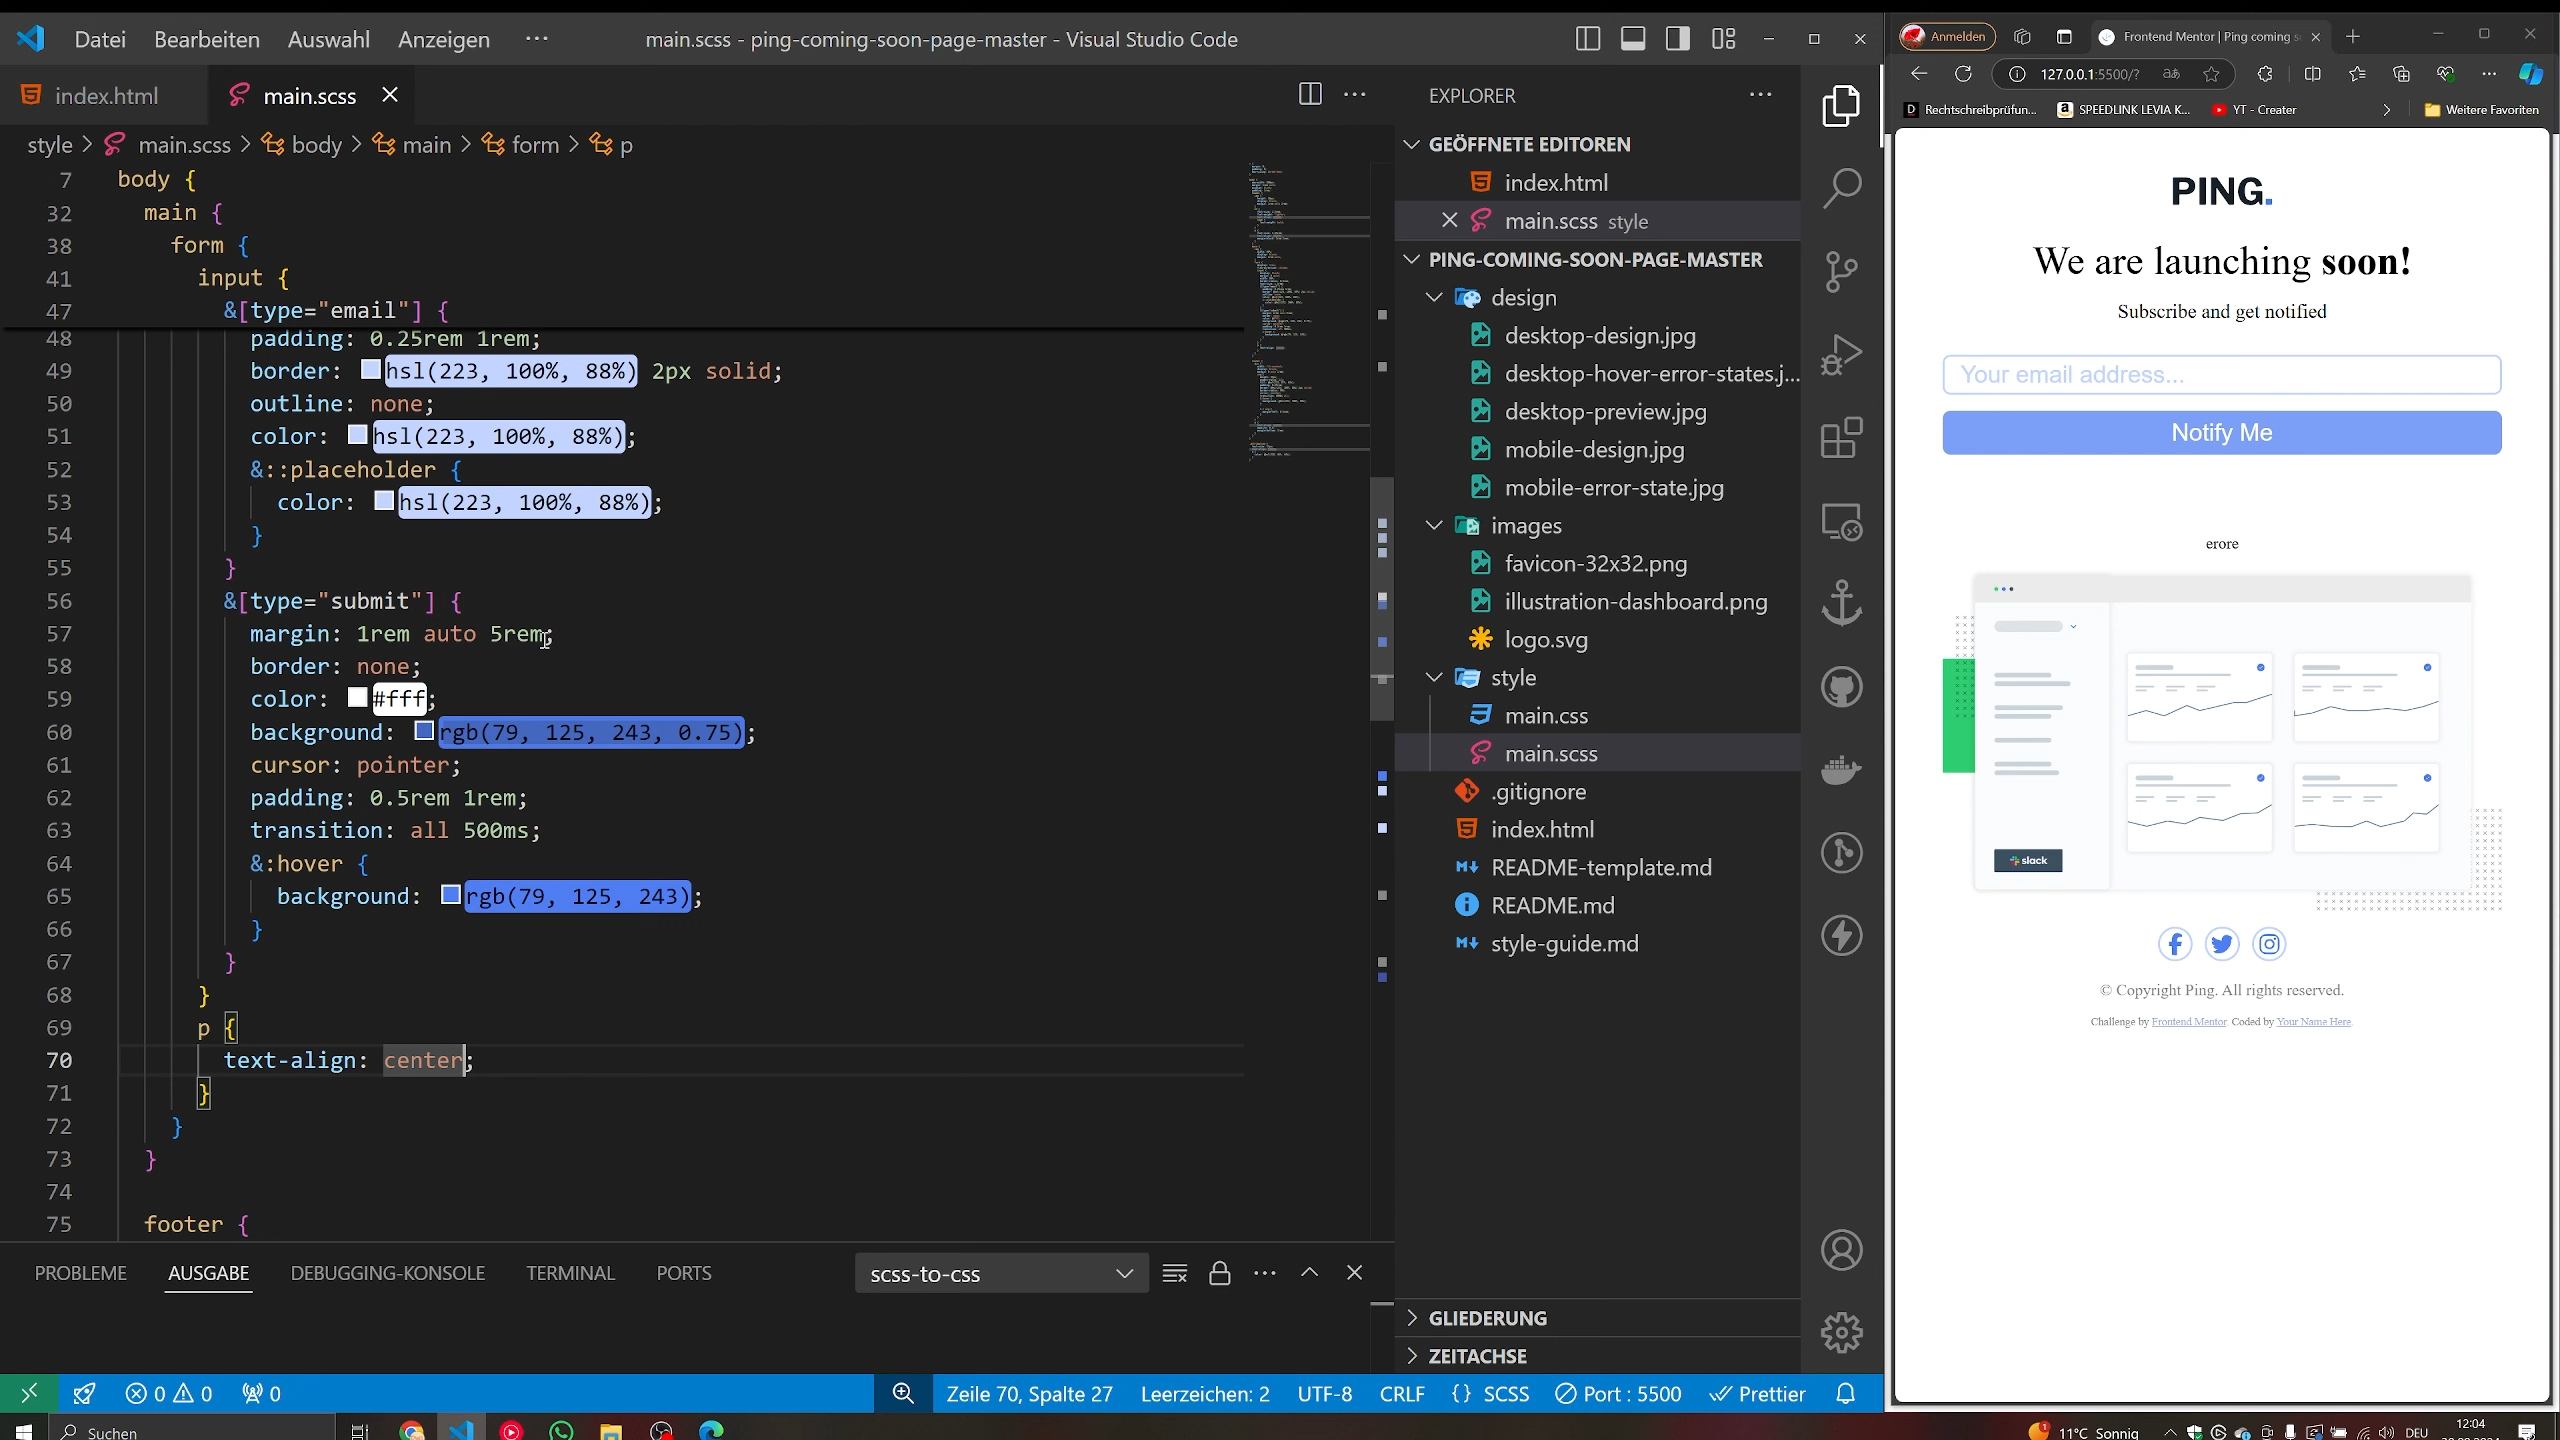 Datei Bearbeiten Auswahl Anzeigen ··· main.scss - ping-coming-soon-page-master - Visual Studio Code
index.html main.scss
style > main.scss > body > main > form > p
7 body {
32 main {
38 form {
41 input {
47 &[type="email"] {
48 padding: 0.25rem 1rem;
49 border: hsl(223, 100%, 88%) 2px solid;
50 outline: none;
51 color: hsl(223, 100%, 88%);
52 &::placeholder {
53 color: hsl(223, 100%, 88%);
54 }
55 }
56 &[type="submit"] {
57 margin: 1rem auto 5rem;
58 border: none;
59 color: #fff;
60 background: rgb(79, 125, 243, 0.75);
61 cursor: pointer;
62 padding: 0.5rem 1rem;
63 transition: all 500ms;
64 &:hover {
65 background: rgb(79, 125, 243);
66 }
67 }
68 }
69 p {
70 text-align: center;
71 }
72 }
73 }
74
75 footer {
PROBLEME AUSGABE DEBUGGING-KONSOLE TERMINAL PORTS scss-to-css
EXPLORER
GEÖFFNETE EDITOREN
index.html
main.scss style
PING-COMING-SOON-PAGE-MASTER
design
desktop-design.jpg
desktop-hover-error-states.j...
desktop-preview.jpg
mobile-design.jpg
mobile-error-state.jpg
images
favicon-32x32.png
illustration-dashboard.png
logo.svg
style
main.css
main.scss
.gitignore
index.html
README-template.md
README.md
style-guide.md
GLIEDERUNG
ZEITACHSE
0 0 0 Zeile 70, Spalte 27 Leerzeichen: 2 UTF-8 CRLF {} SCSS Port : 5500 Prettier
Anmelden Frontend Mentor | Ping coming s
127.0.0.1:5500/?
Rechtschreibprüfun... SPEEDLINK LEVIA K... YT - Creater Weitere Favoriten
PING.
We are launching soon!
Subscribe and get notified
Your email address...
Notify Me
erore
slack
© Copyright Ping. All rights reserved.
Challenge by Frontend Mentor. Coded by Your Name Here.
Suchen 11°C Sonnig DEU 12:04